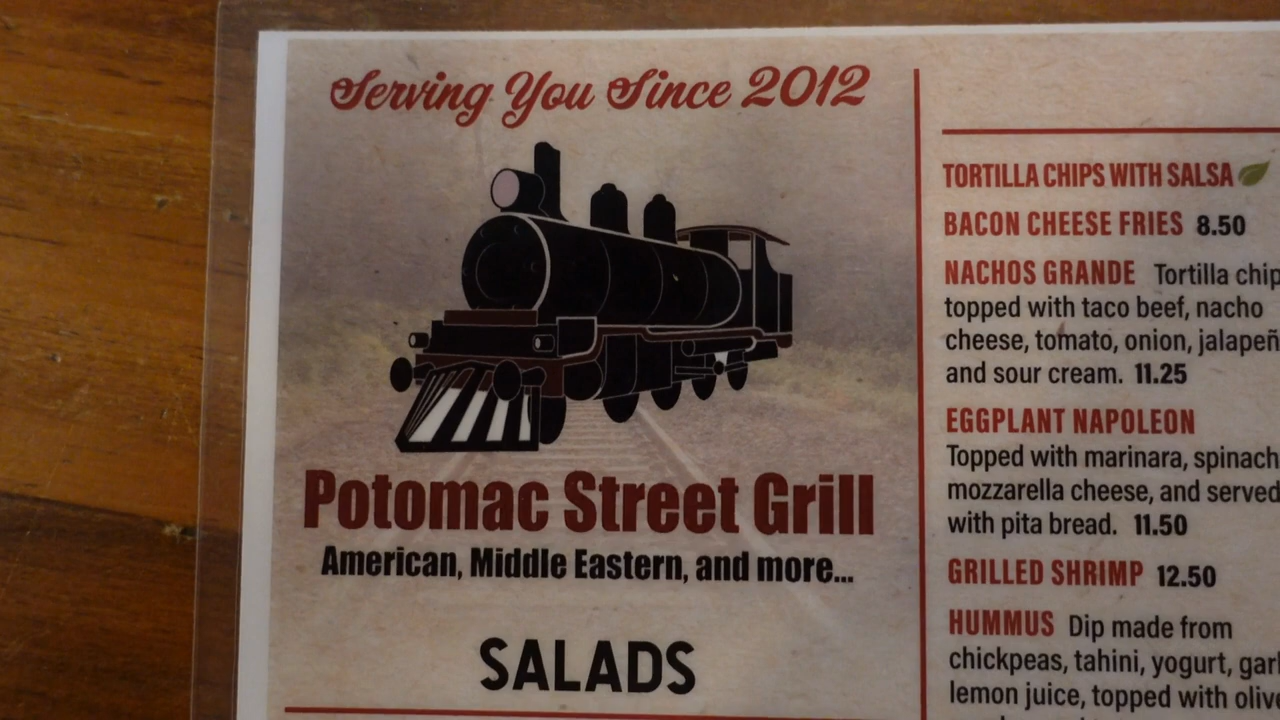 Serving You Since 2012
Potomac Street Grill
American, Middle Eastern, and more...
SALADS
TORTILLA CHIPS WITH SALSA
BACON CHEESE FRIES 8.50
NACHOS GRANDE Tortilla
topped with taco beef, nacho
cheese, tomato, onion,
and sour cream. 11.25
EGGPLANT NAPOLEON
Topped with marinara, spinach
mozzarella cheese, and served
with pita bread. 11.50
GRILLED SHRIMP 12.50
HUMMUS Dip made from
chickpeas, tahini, yogurt,
lemon juice, topped with